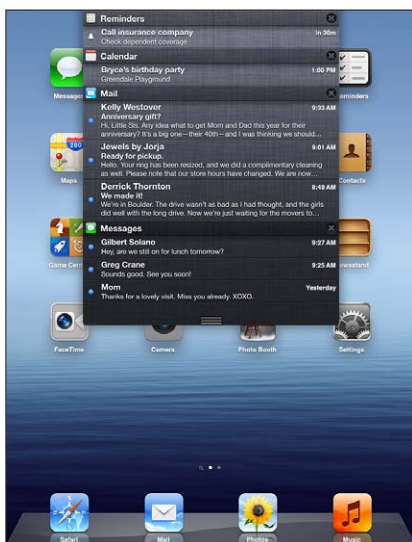 Reminders
Call insurance company in 30m
Check dependent coverage
Calendar
Bryce's birthday party 1:00 PM
Greendale Playground
Mail
Kelly Westover 9:33 AM
Anniversary gift?
Hi, Little Sis. Any idea what to get Mom and Dad this year for their
anniversary? It's a big one—their 40th—and I was thinking we should…
Jewels by Jorja 9:01 AM
Ready for pickup.
Hello. Your ring has been resized, and we did a complimentary cleaning
as well. Please note that our store hours have changed. We are now…
Derrick Thornton 8:49 AM
We made it!
We're in Boulder. The drive wasn't as bad as I had thought, and the girls
did well with the long drive. Now we're just waiting for the movers to…
Messages
Gilbert Solano 9:27 AM
Hey, are we still on for lunch tomorrow?
Greg Crane 9:25 AM
Sounds good. See you soon!
Mom Yesterday
Thanks for a lovely visit. Miss you already. XOXO.
Messages
minders
280
Maps
Contacts
Game Cent
wsstand
FaceTime
Camera
Photo Booth
Settings
Safari
Mail
Photos
Music